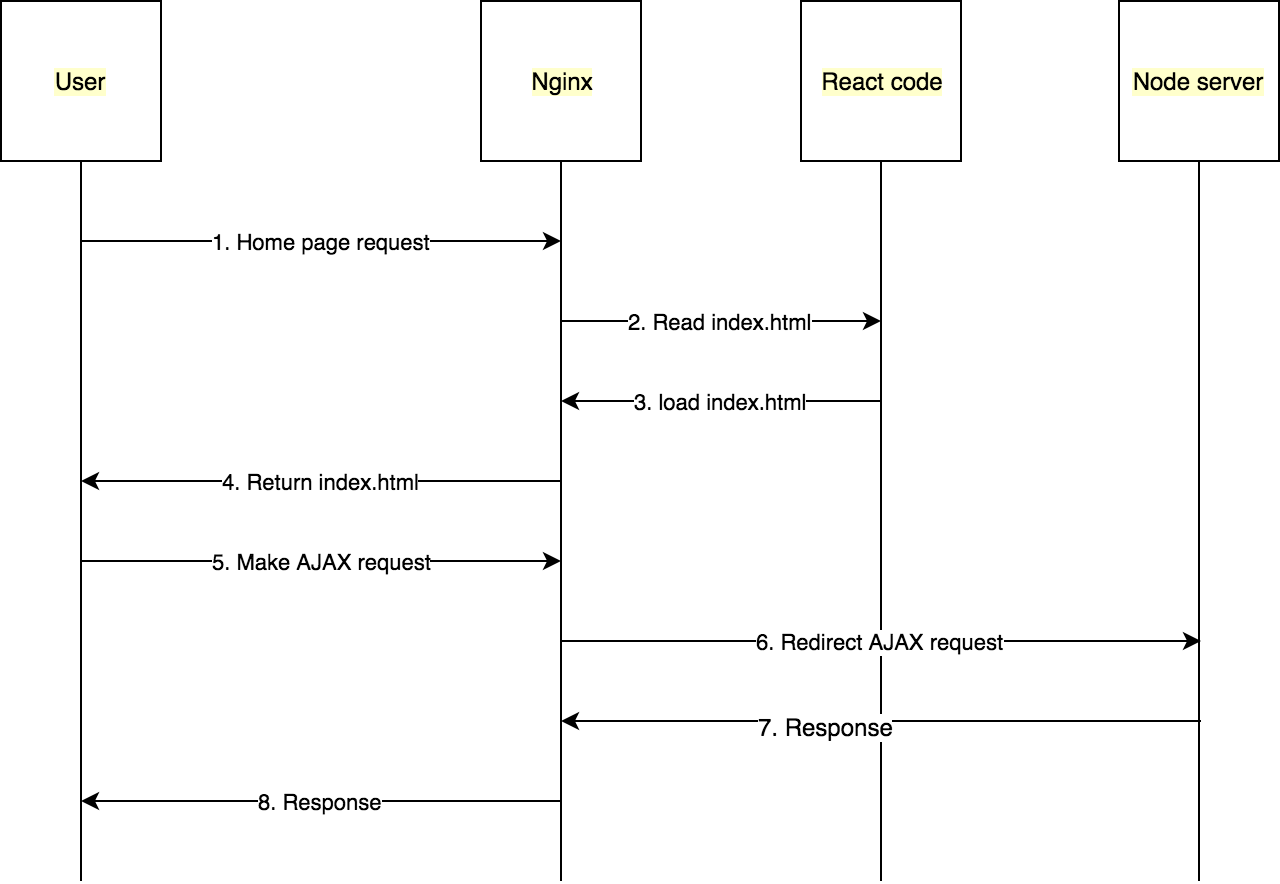 User
Nginx
React code
Node server
1. Home page request
2. Read index.html
3. load index.html
4. Return index.html
5. Make AJAX request
6. Redirect AJAX request
7. Response
8. Response